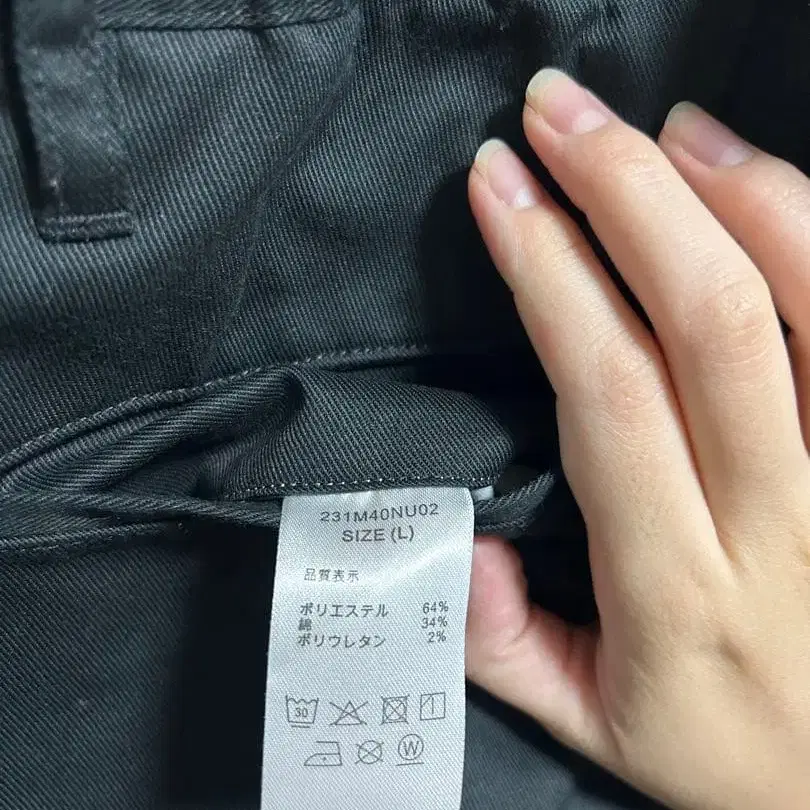 231M40NU02
SIZE (L)
品質表示
ポリエステル 64%
綿 34%
ポリウレタン 2%
30
W